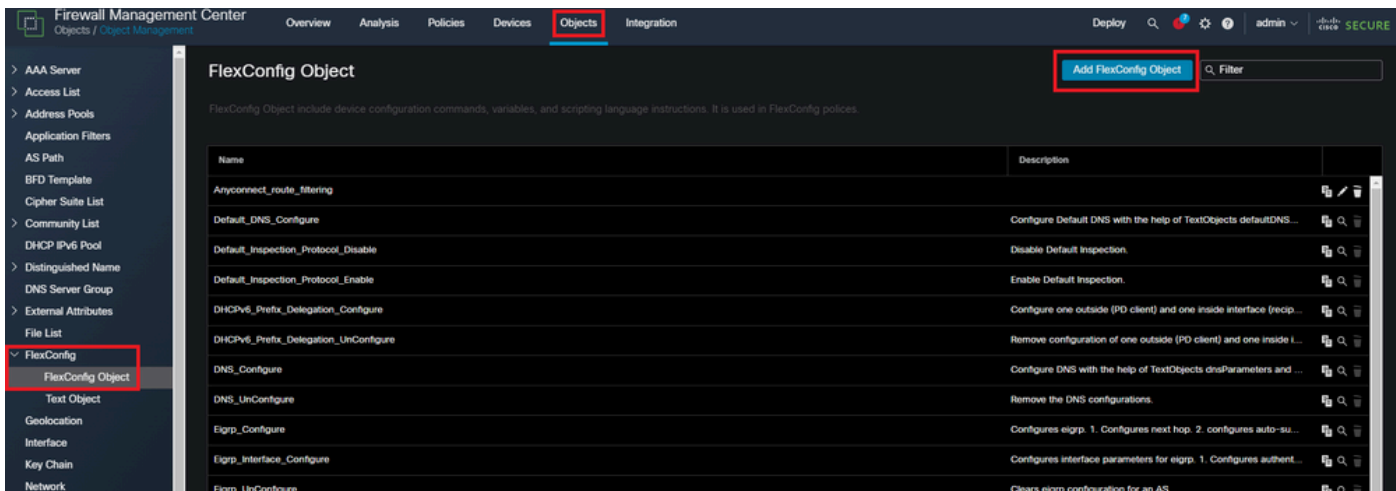 Firewall Management Center
Objects / Object Management
Overview Analysis Policies Devices Objects Integration Deploy admin cisco SECURE
AAA Server
Access List
Address Pools
Application Filters
AS Path
BFD Template
Cipher Suite List
Community List
DHCP IPv6 Pool
Distinguished Name
DNS Server Group
External Attributes
File List
FlexConfig
FlexConfig Object
Text Object
Geolocation
Interface
Key Chain
Network
FlexConfig Object
Add FlexConfig Object Filter
FlexConfig Object include device configuration commands, variables, and scripting language instructions. It is used in FlexConfig polices.
Name Description
Anyconnect_route_filtering
Default_DNS_Configure Configure Default DNS with the help of TextObjects defaultDNS...
Default_Inspection_Protocol_Disable Disable Default Inspection.
Default_Inspection_Protocol_Enable Enable Default Inspection.
DHCPv6_Prefix_Delegation_Configure Configure one outside (PD client) and one inside interface (recip...
DHCPv6_Prefix_Delegation_UnConfigure Remove configuration of one outside (PD client) and one inside i...
DNS_Configure Configure DNS with the help of TextObjects dnsParameters and ...
DNS_UnConfigure Remove the DNS configurations.
Eigrp_Configure Configures eigrp. 1. Configures next hop. 2. configures auto-su...
Eigrp_Interface_Configure Configures interface parameters for eigrp. 1. Configures authent...
Eigrp_UnConfigure Clears eigrp configuration for an AS